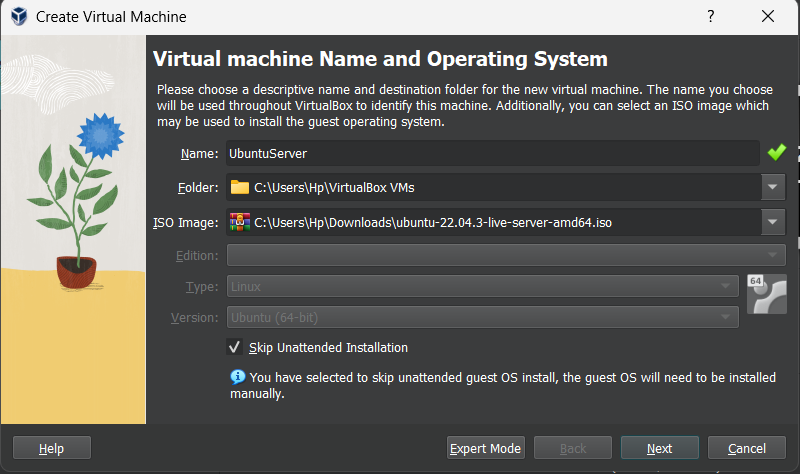 Create Virtual Machine
?
Virtual machine Name and Operating System
Please choose a descriptive name and destination folder for the new virtual machine. The name you choose
will be used throughout VirtualBox to identify this machine. Additionally, you can select an ISO image which
may be used to install the guest operating system.
Name: UbuntuServer
Folder: C:\Users\Hp\VirtualBox VMs
ISO Image: C:\Users\Hp\Downloads\ubuntu-22.04.3-live-server-amd64.iso
Edition:
Type: Linux
64
Version: Ubuntu (64-bit)
Skip Unattended Installation
You have selected to skip unattended guest OS install, the guest OS will need to be installed
manually.
Help Expert Mode Back Next Cancel